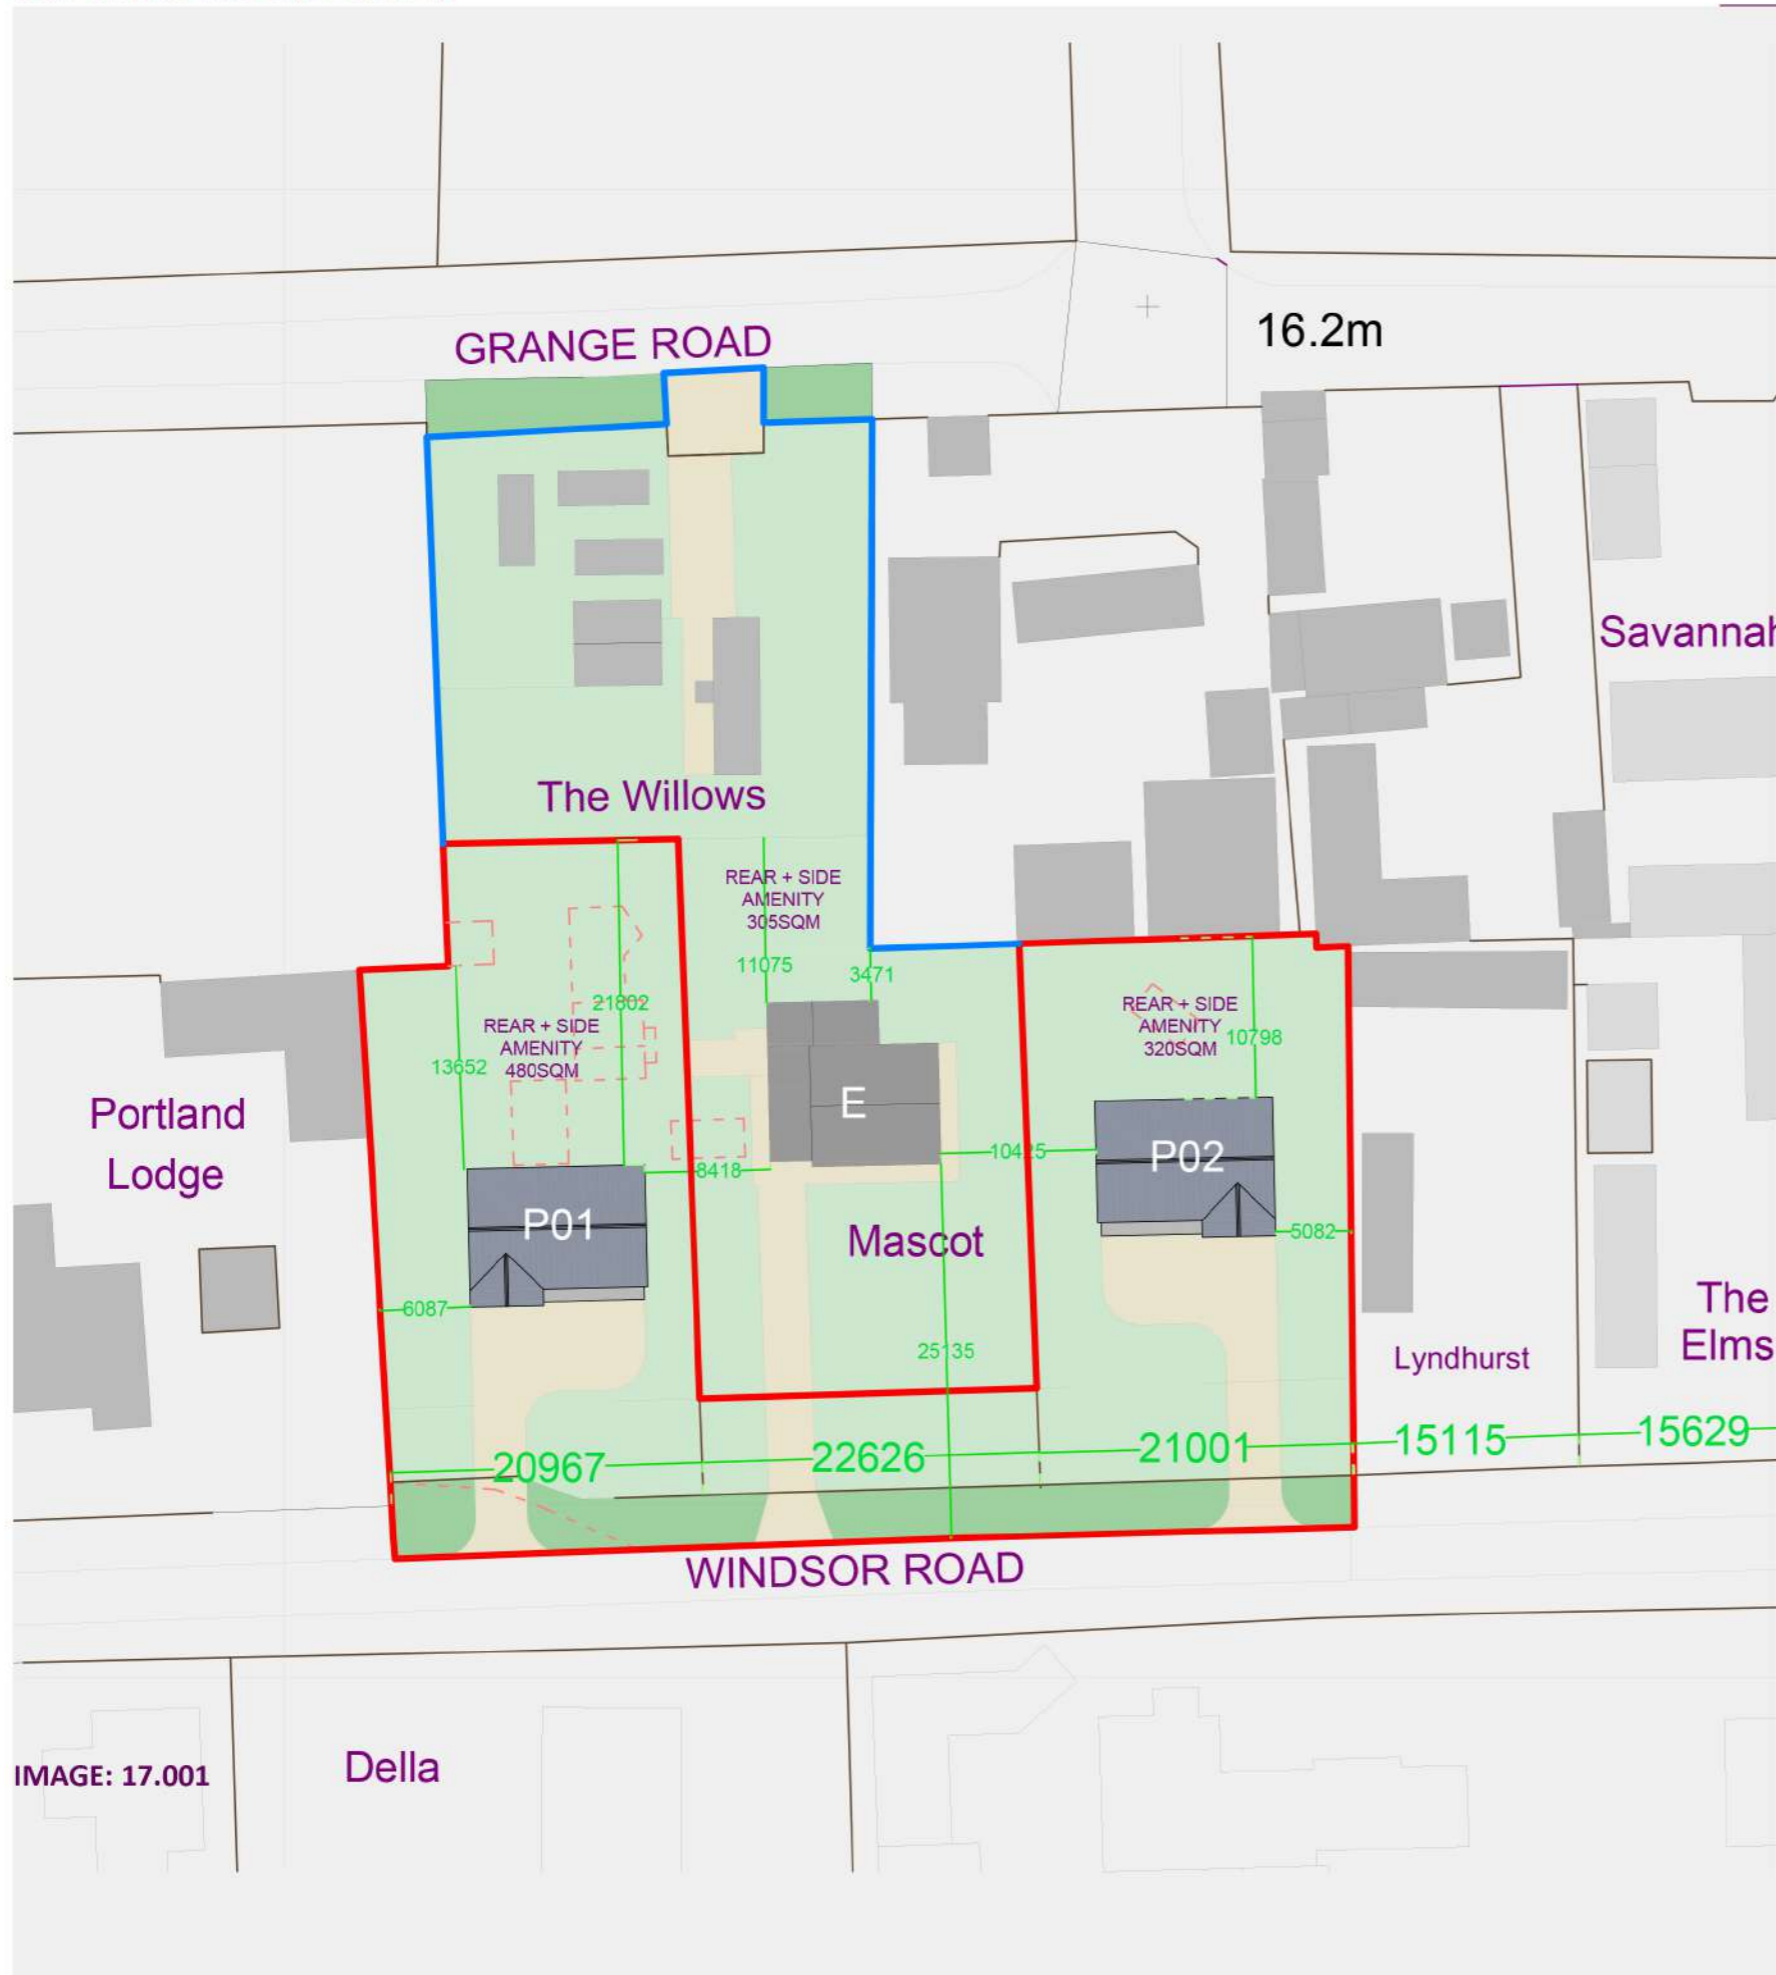 16.2m
GRANGE ROAD
Savannah
The Willows
REAR + SIDE
AMENITY
305SQM
11075
3471
REAR + SIDE
AMENITY
480SQM
21802
13652
REAR + SIDE
AMENITY
320SQM
10798
Portland
Lodge
E
8418
10425
P02
P01
Mascot
5082
6087
25135
The
Elms
Lyndhurst
20967
22626
21001
15115
15629
WINDSOR ROAD
IMAGE: 17.001
Della